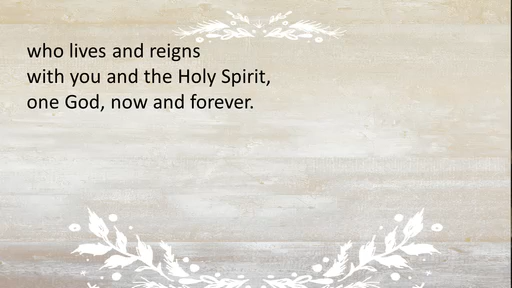 who lives and reigns
with you and the Holy Spirit,
one God, now and forever.